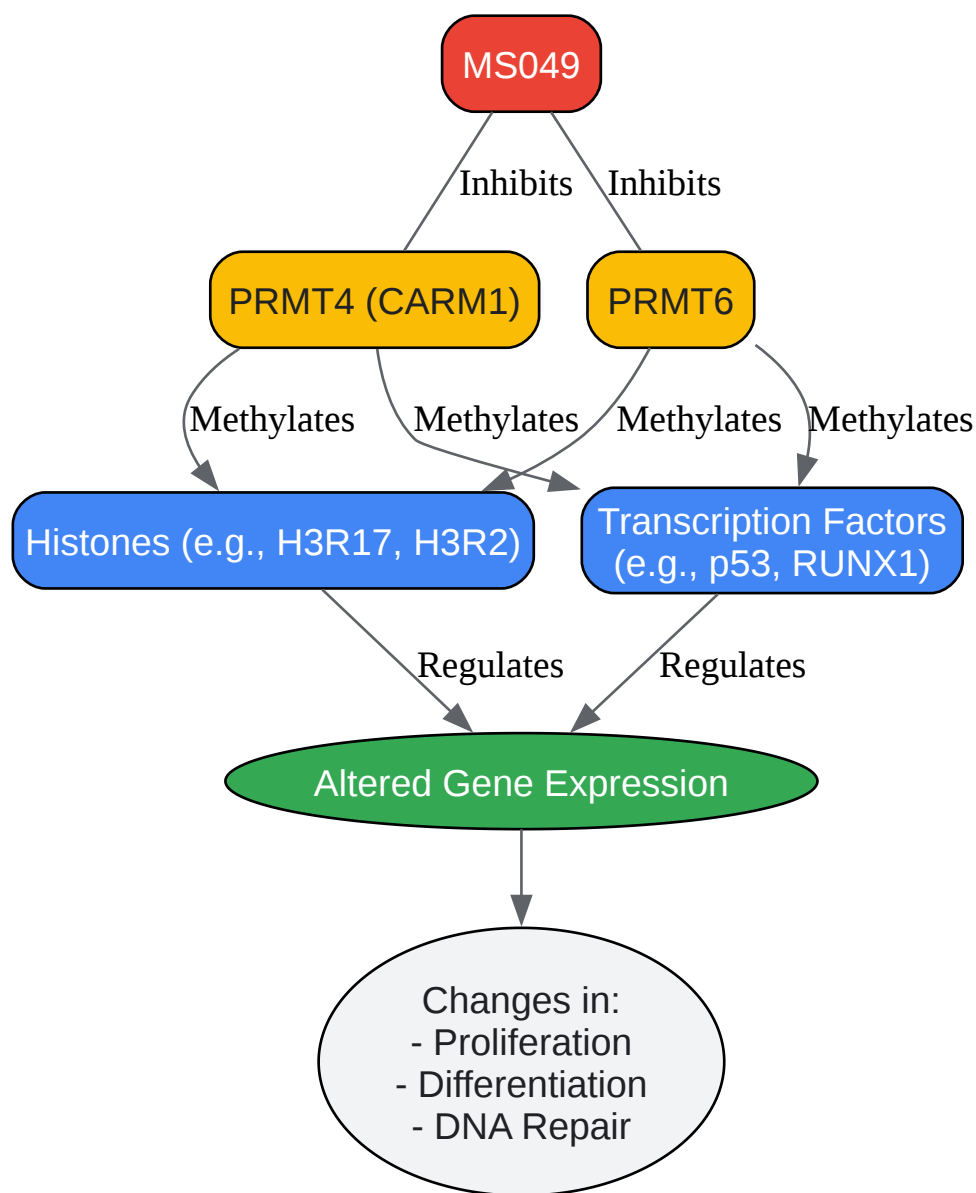 MS049
Inhibits
Inhibits
PRMT4 (CARM1)
PRMT6
Methylates
Methylates
Methylates
Methylates
Histones (e.g., H3R17, H3R2)
Transcription Factors
(e.g., p53, RUNX1)
Regulates
Regulates
Altered Gene Expression
Changes in:
- Proliferation
- Differentiation
- DNA Repair